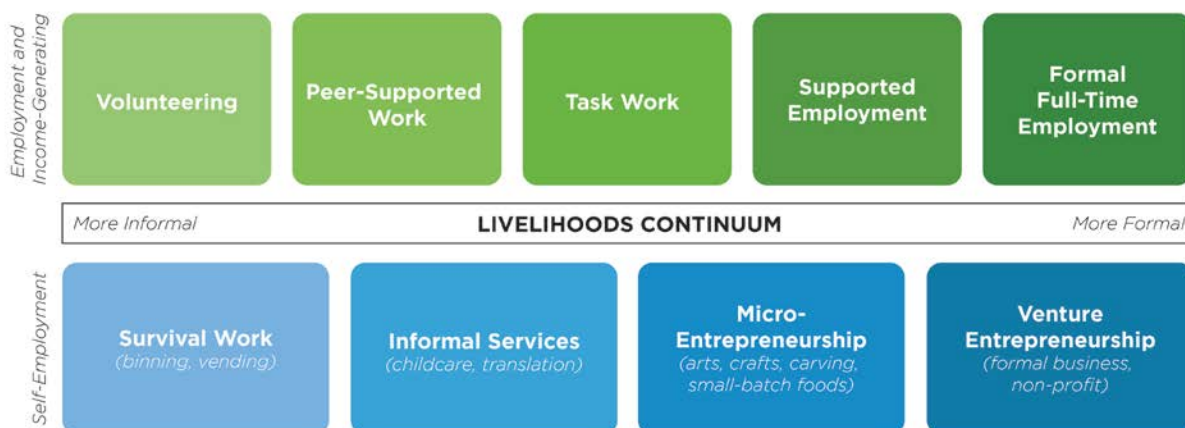 Employment and
Income-Generating
Volunteering
Peer-Supported
Work
Task Work
Supported
Employment
Formal
Full-Time
Employment
More Informal
LIVELIHOODS CONTINUUM
More Formal
Self-Employment
Survival Work
(binning, vending)
Informal Services
(childcare, translation)
Micro-
Entrepreneurship
(arts, crafts, carving,
small-batch foods)
Venture
Entrepreneurship
(formal business,
non-profit)